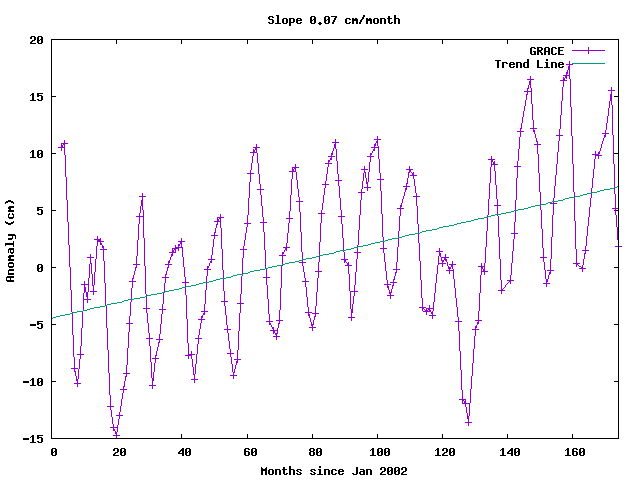 Slope 0.07 cm/month
GRACE
Trend Line
20
15
10
5
0
-5
-10
-15
Anomaly (cm)
0 20 40 60 80 100 120 140 160
Months since Jan 2002